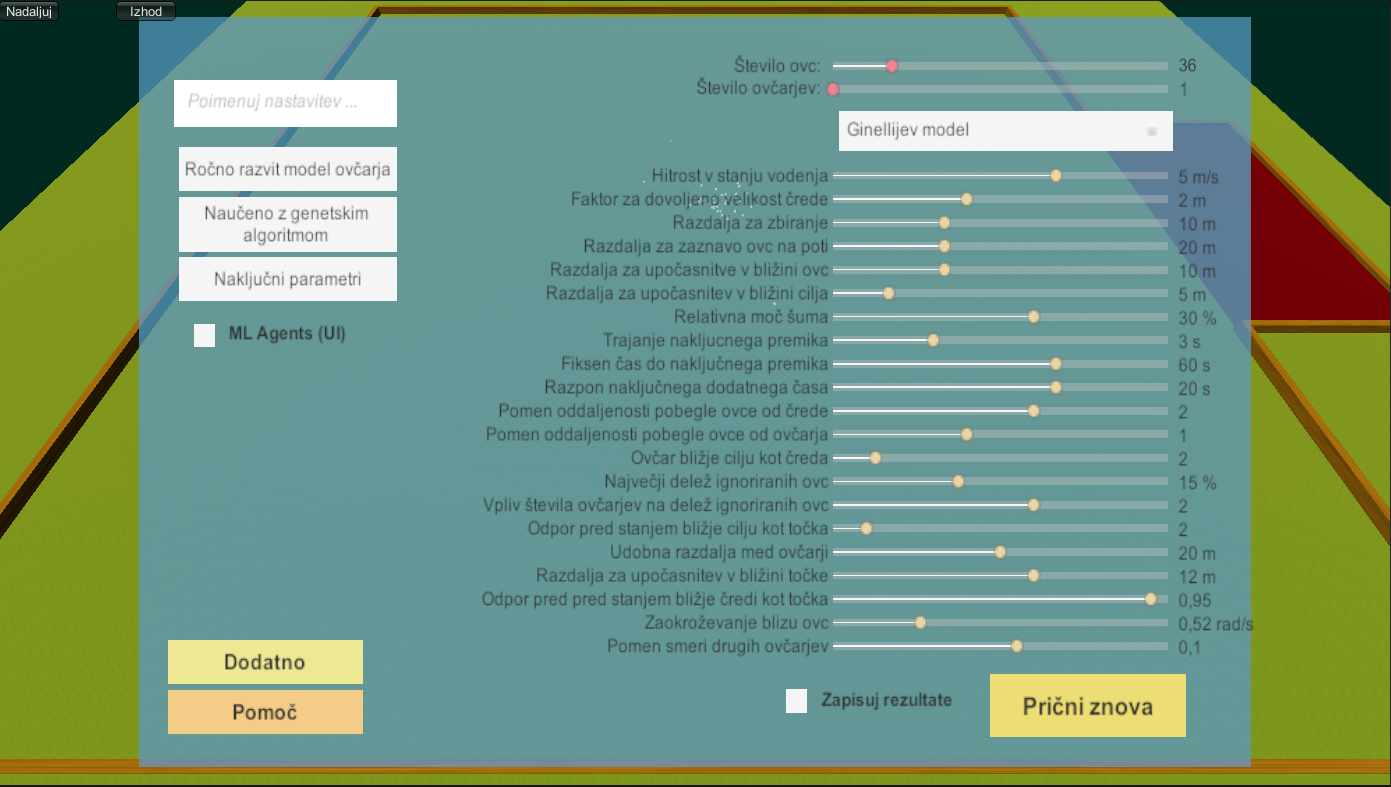 Nadaljuj Izhod
Poimenuj nastavitev ...
Ročno razvit model ovčarja
Naučeno z genetskim
algoritmom
Naključni parametri
ML Agents (UI)
Dodatno
Pomoč
Število ovc: 36
Število ovčarjev: 1
Ginellijev model
Hitrost v stanju vodenja 5 m/s
Faktor za dovoljeno velikost črede 2 m
Razdalja za zbiranje 10 m
Razdalja za zaznavo ovc na poti 20 m
Razdalja za upočasnitve v bližini ovc 10 m
Razdalja za upočasnitev v bližini cilja 5 m
Relativna moč šuma 30 %
Trajanje nakljucnega premika 3 s
Fiksen čas do naključnega premika 60 s
Razpon naključnega dodatnega časa 20 s
Pomen oddaljenosti pobegle ovce od črede 2
Pomen oddaljenosti pobegle ovce od ovčarja 1
Ovčar bližje cilju kot čreda 2
Največji delež ignoriranih ovc 15 %
Vpliv števila ovčarjev na delež ignoriranih ovc 2
Odpor pred stanjem bližje cilju kot točka 2
Udobna razdalja med ovčarji 20 m
Razdalja za upočasnitev v bližini točke 12 m
Odpor pred pred stanjem bližje čredi kot točka 0,95
Zaokroževanje blizu ovc 0,52 rad/s
Pomen smeri drugih ovčarjev 0,1
Zapisuj rezultate
Prični znova